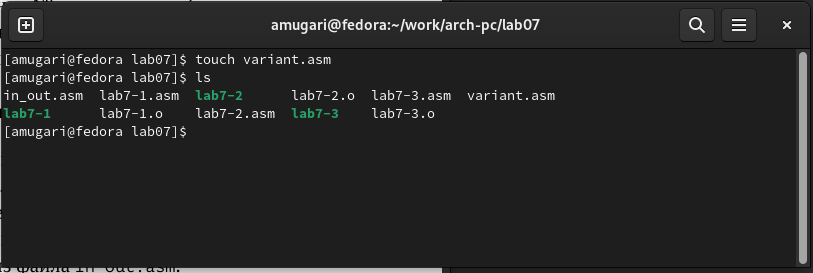 amugari@fedora:~/work/arch-pc/lab07
[amugari@fedora lab07]$ touch variant.asm
[amugari@fedora lab07]$ ls
in_out.asm  lab7-1.asm  lab7-2      lab7-2.o  lab7-3.asm  variant.asm
lab7-1      lab7-1.o    lab7-2.asm  lab7-3    lab7-3.o
[amugari@fedora lab07]$
файла in_out.asm.